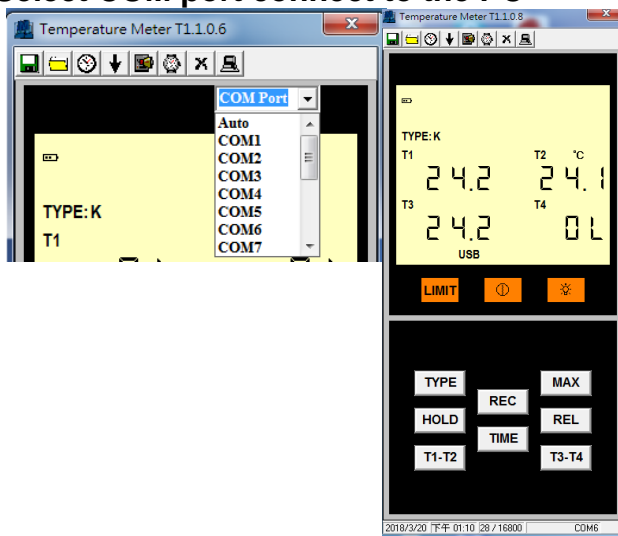 Select COM port connect to the PC
Temperature Meter T1.1.0.6
COM Port
Auto
COM1
COM2
COM3
COM4
COM5
COM6
COM7
TYPE: K
T1
Temperature Meter T1.1.0.8
TYPE: K
T1
T2 °C
24.2
24.1
T3
T4
24.2
0L
USB
LIMIT
TYPE
MAX
REC
HOLD
REL
TIME
T1-T2
T3-T4
2018/3/20 下午 01:10 28 / 16800 COM6